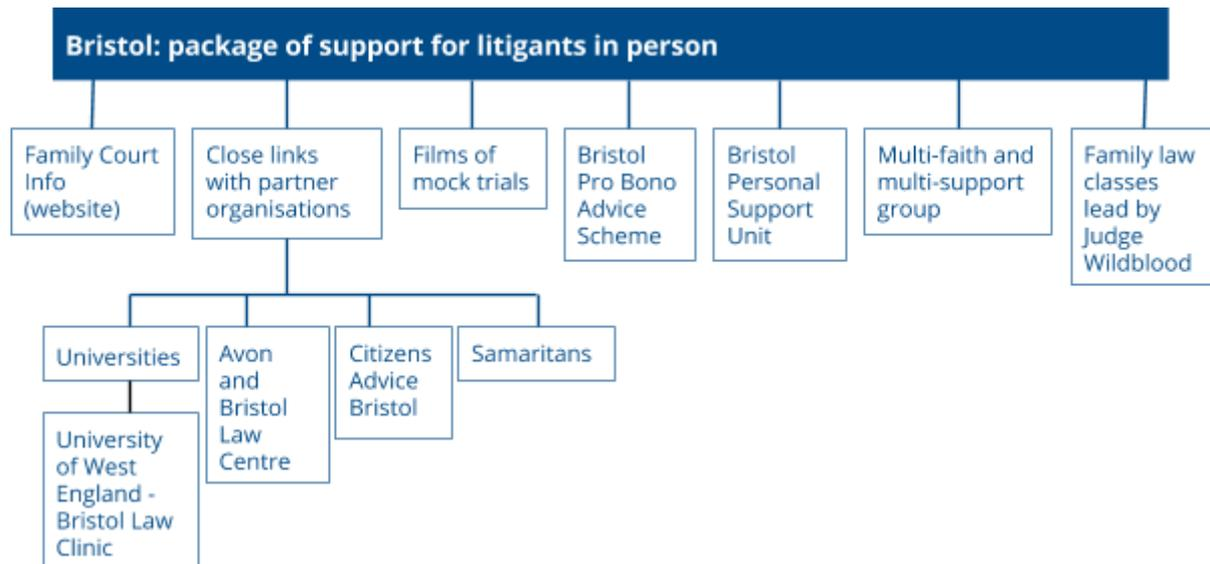 Bristol: package of support for litigants in person
Family Court
Info
(website)
Close links
with partner
organisations
Films of
mock trials
Bristol
Pro Bono
Advice
Scheme
Bristol
Personal
Support
Unit
Multi-faith and
multi-support
group
Family law
classes
lead by
Judge
Wildblood
Universities
Avon
and
Bristol
Law
Centre
Citizens
Advice
Bristol
Samaritans
University
of West
England -
Bristol Law
Clinic